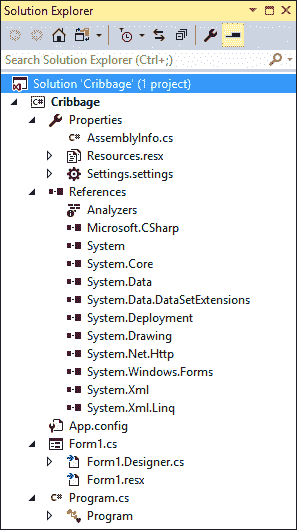 Solution Explorer
Search Solution Explorer (Ctrl+;)
Solution 'Cribbage' (1 project)
C# Cribbage
Properties
C# AssemblyInfo.cs
Resources.resx
Settings.settings
References
Analyzers
Microsoft.CSharp
System
System.Core
System.Data
System.Data.DataSetExtensions
System.Deployment
System.Drawing
System.Net.Http
System.Windows.Forms
System.Xml
System.Xml.Linq
App.config
Form1.cs
Form1.Designer.cs
Form1.resx
C# Program.cs
Program